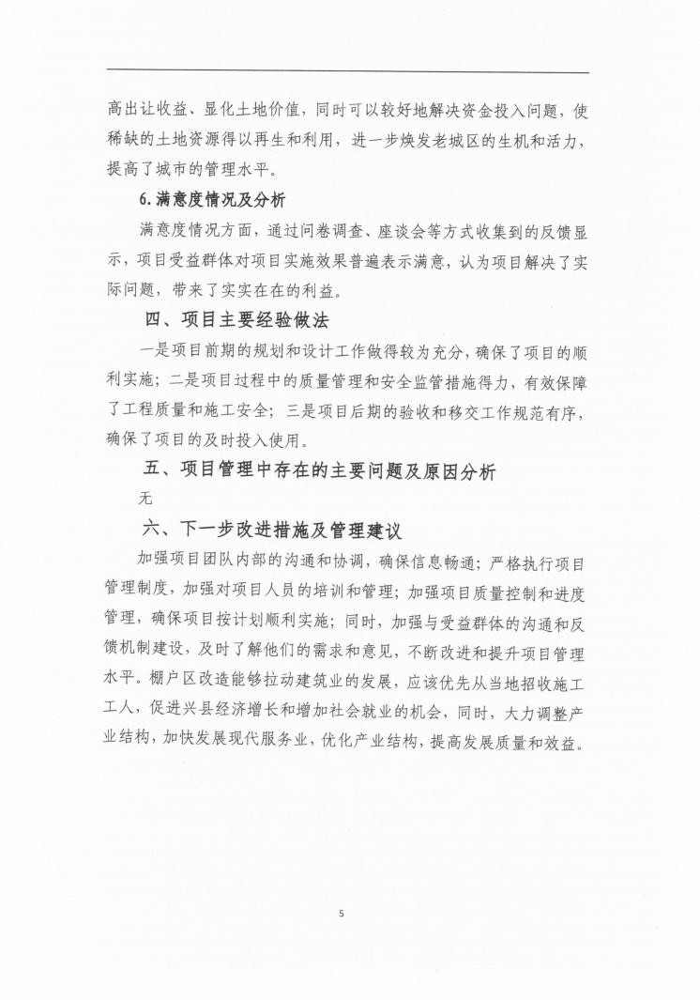 高出让收益、显化土地价值，同时可以较好地解决资金投入问题，使
稀缺的土地资源得以再生和利用，进一步焕发老城区的生机和活力，
提高了城市的管理水平。
6.满意度情况及分析
满意度情况方面，通过问卷调查、座谈会等方式收集到的反馈显
示，项目受益群体对项目实施效果普遍表示满意，认为项目解决了实
际问题，带来了实实在在的利益。
四、项目主要经验做法
一是项目前期的规划和设计工作做得较为充分，确保了项目的顺
利实施；二是项目过程中的质量管理和安全监管措施得力，有效保障
了工程质量和施工安全；三是项目后期的验收和移交工作规范有序，
确保了项目的及时投入使用。
五、项目管理中存在的主要问题及原因分析
无
六、下一步改进措施及管理建议
加强项目团队内部的沟通和协调，确保信息畅通；严格执行项目
管理制度，加强对项目人员的培训和管理；加强项目质量控制和进度
管理，确保项目按计划顺利实施；同时，加强与受益群体的沟通和反
馈机制建设，及时了解他们的需求和意见，不断改进和提升项目管理
水平。棚户区改造能够拉动建筑业的发展，应该优先从当地招收施工
工人，促进兴县经济增长和增加社会就业的机会，同时，大力调整产
业结构，加快发展现代服务业，优化产业结构，提高发展质量和效益。
5